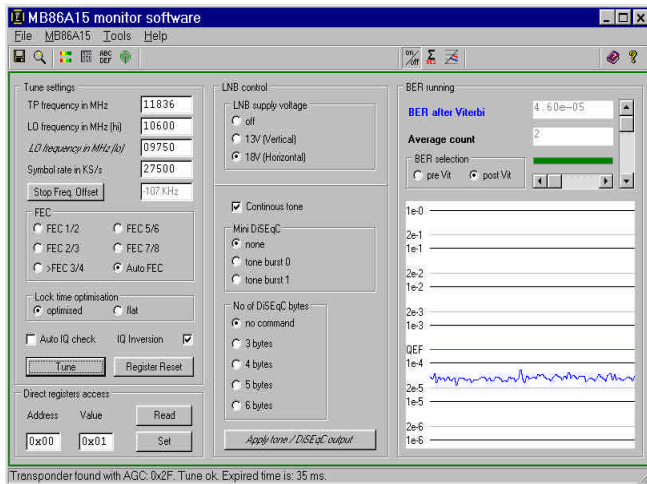 MB86A15 monitor software
File MB86A15 Tools Help
ABC DEF
on/off
Tune settings
TP frequency in MHz 11836
LO frequency in MHz (hi) 10600
LO frequency in MHz (lo) 09750
Symbol rate in KS/s 27500
Stop Freq. Offset -107 KHz
FEC
FEC 1/2 FEC 5/6
FEC 2/3 FEC 7/8
>FEC 3/4 Auto FEC
Lock time optimisation
optimised flat
Auto IQ check IQ Inversion
Tune Register Reset
Direct registers access
Address Value Read
0x00 0x01 Set
LNB control
LNB supply voltage
off
13V (Vertical)
18V (Horizontal)
Continous tone
Mini DiSEqC
none
tone burst 0
tone burst 1
No of DiSEqC bytes
no command
3 bytes
4 bytes
5 bytes
6 bytes
Apply tone / DiSEqC output
BER running
BER after Viterbi 4.60e-05
Average count 2
BER selection
pre Vit post Vit
1e-0
2e-1
1e-1
2e-2
1e-2
2e-3
1e-3
QEF
1e-4
2e-5
1e-5
2e-6
1e-6
Transponder found with AGC: 0x2F. Tune ok. Expired time is: 35 ms.